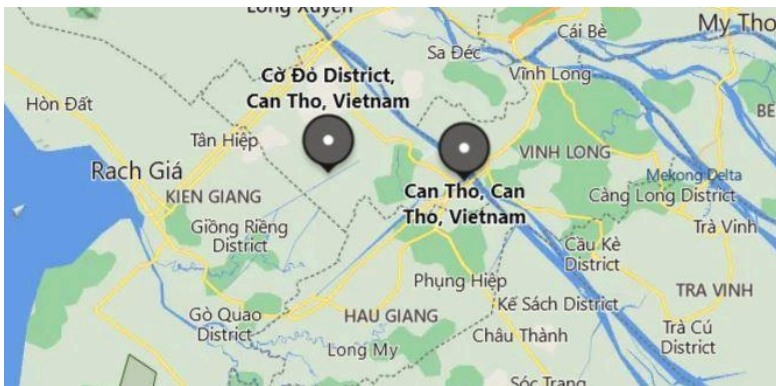 Long Xuyên
Cái Bè
My Tho
Sa Đéc
Cờ Đỏ District,
Can Tho, Vietnam
Vĩnh Long
Hòn Đất
BE
Tân Hiệp
VINH LONG
Rach Giá
Mekong Delta
KIEN GIANG
Can Tho, Can
Tho, Vietnam
Càng Long District
Giồng Riềng
District
Trà Vinh
Cầu Kè
District
Phụng Hiệp
TRA VINH
Kế Sách District
Gò Quao
District
HAU GIANG
Châu Thành
Trà Cú
District
Long My
Sóc Trang